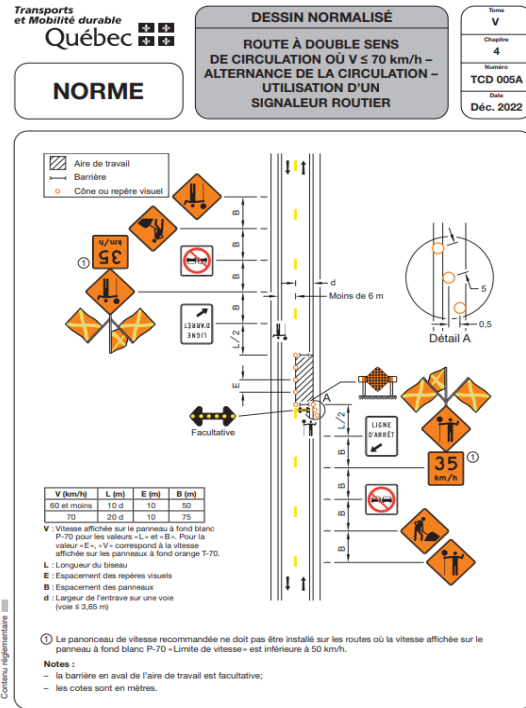 Transports
et Mobilité durable
Québec
NORME
DESSIN NORMALISÉ
ROUTE À DOUBLE SENS
DE CIRCULATION OÙ V ≤ 70 km/h –
ALTERNANCE DE LA CIRCULATION –
UTILISATION D'UN
SIGNALEUR ROUTIER
Tome
V
Chapitre
4
Numéro
TCD 005A
Date
Déc. 2022
Aire de travail
Barrière
Cône ou repère visuel
B
B
35
km/h
1
B
B
LIGNE
D'ARRÊT
L/2
E
d
Moins de 6 m
5
0,5
Détail A
A
Facultative
L/2
LIGNE
D'ARRÊT
35
km/h
1
B
B
B
B
V (km/h) L (m) E (m) B (m)
60 et moins 10 d 10 50
70 20 d 10 75
V : Vitesse affichée sur le panneau à fond blanc
P-70 pour les valeurs «L» et «B». Pour la
valeur «E», «V» correspond à la vitesse
affichée sur les panneaux à fond orange T-70.
L : Longueur du biseau
E : Espacement des repères visuels
B : Espacement des panneaux
d : Largeur de l'entrave sur une voie
(voie ≤ 3,65 m)
1 Le panonceau de vitesse recommandée ne doit pas être installé sur les routes où la vitesse affichée sur le
panneau à fond blanc P-70 «Limite de vitesse» est inférieure à 50 km/h.
Notes :
– la barrière en aval de l'aire de travail est facultative;
– les cotes sont en mètres.
Contenu réglementaire